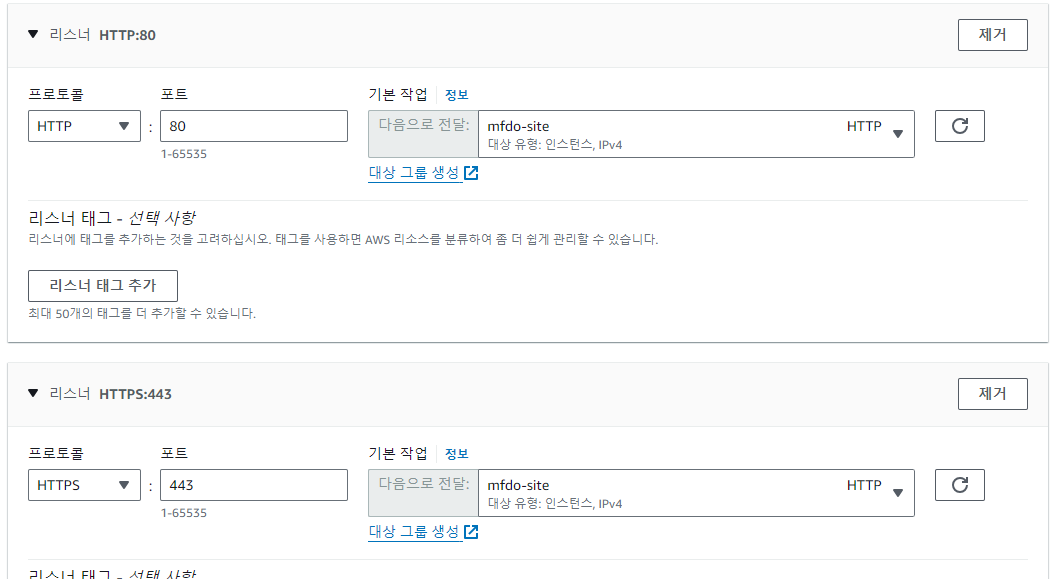 리스너 HTTP:80
제거
프로토콜 포트 기본 작업 정보
HTTP : 80 다음으로 전달: mfdo-site HTTP
대상 유형: 인스턴스, IPv4
1-65535
대상 그룹 생성
리스너 태그 - 선택 사항
리스너에 태그를 추가하는 것을 고려하십시오. 태그를 사용하면 AWS 리소스를 분류하여 좀 더 쉽게 관리할 수 있습니다.
리스너 태그 추가
최대 50개의 태그를 더 추가할 수 있습니다.
리스너 HTTPS:443
제거
프로토콜 포트 기본 작업 정보
HTTPS : 443 다음으로 전달: mfdo-site HTTP
대상 유형: 인스턴스, IPv4
1-65535
대상 그룹 생성
리스너 태그 - 선택 사항